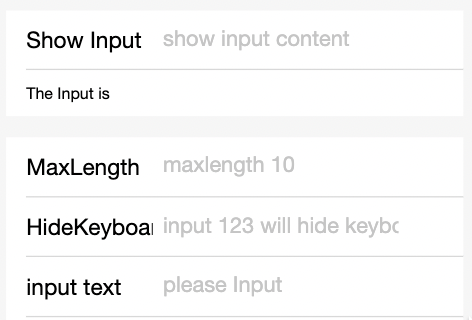 Show Input show input content
The Input is
MaxLength maxlength 10
HideKeyboar input 123 will hide keybo
input text please Input